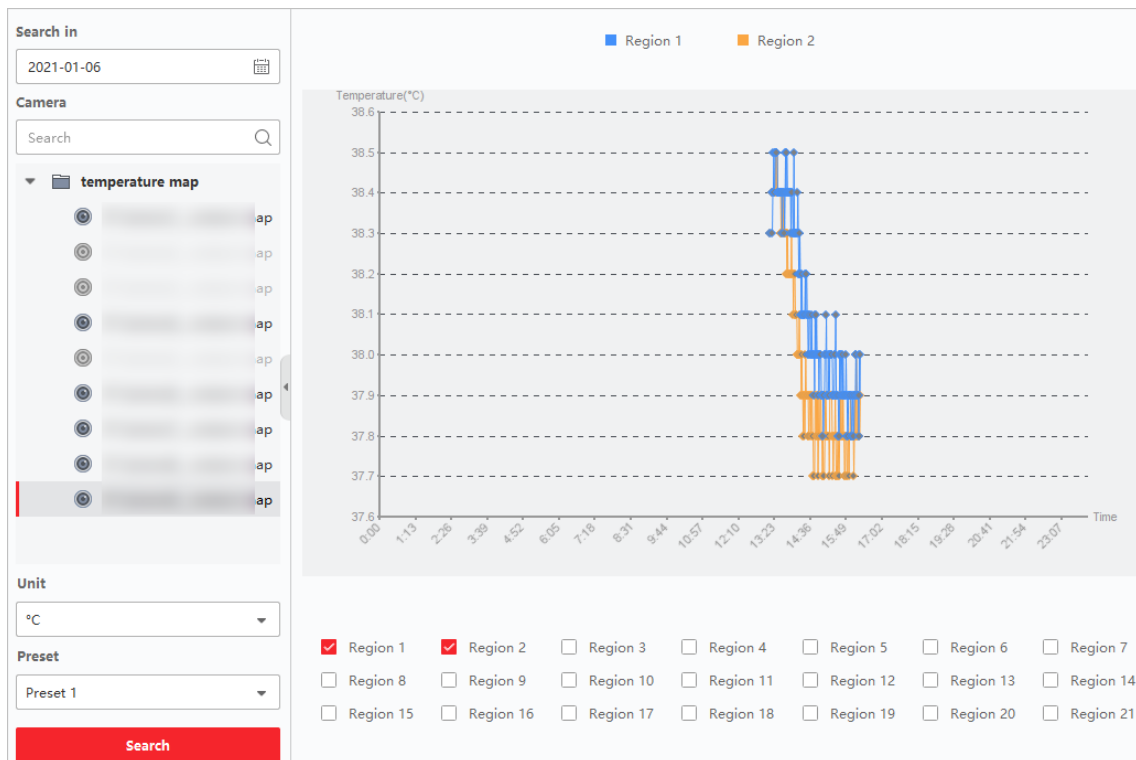 Search in
2021-01-06
Camera
Search
temperature map
ap
ap
ap
ap
ap
ap
ap
ap
ap
Unit
°C
Preset
Preset 1
Search
Region 1 Region 2
Temperature(°C)
38.6
38.5
38.4
38.3
38.2
38.1
38.0
37.9
37.8
37.7
37.6
0:00 1:13 2:26 3:39 4:52 6:05 7:18 8:31 9:44 10:57 12:10 13:23 14:36 15:49 17:02 18:15 19:28 20:41 21:54 23:07 Time
Region 1 Region 2 Region 3 Region 4 Region 5 Region 6 Region 7
Region 8 Region 9 Region 10 Region 11 Region 12 Region 13 Region 14
Region 15 Region 16 Region 17 Region 18 Region 19 Region 20 Region 21